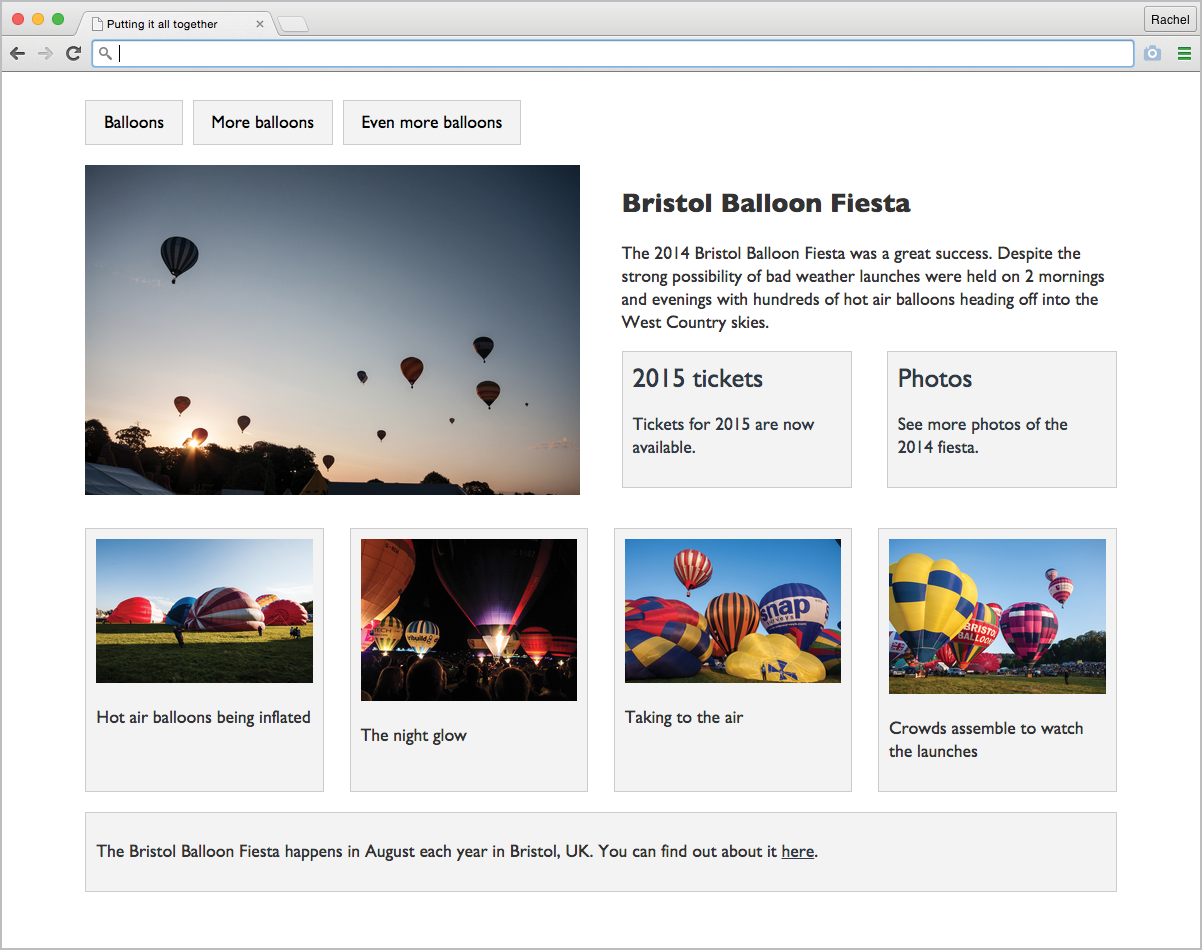 Putting it all together
Rachel
Balloons
More balloons
Even more balloons
Bristol Balloon Fiesta
The 2014 Bristol Balloon Fiesta was a great success. Despite the
strong possibility of bad weather launches were held on 2 mornings
and evenings with hundreds of hot air balloons heading off into the
West Country skies.
2015 tickets
Tickets for 2015 are now
available.
Photos
See more photos of the
2014 fiesta.
snap
SURVEYS
BRISTOL
BALLOON
Hot air balloons being inflated
The night glow
Taking to the air
Crowds assemble to watch
the launches
The Bristol Balloon Fiesta happens in August each year in Bristol, UK. You can find out about it here.